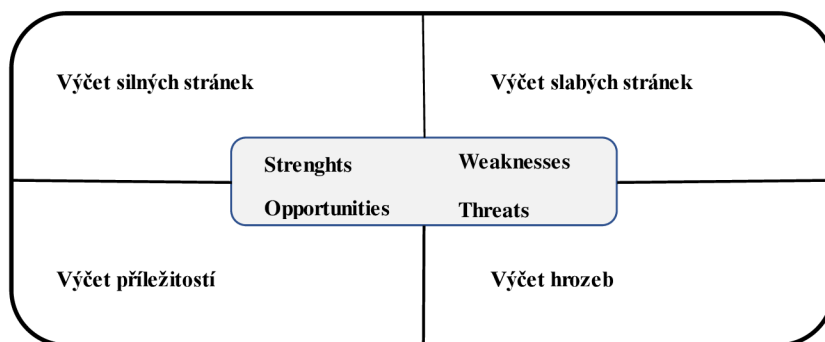 Výčet silných stránek
Výčet slabých stránek
Strenghts
Weaknesses
Opportunities
Threats
Výčet příležitostí
Výčet hrozeb